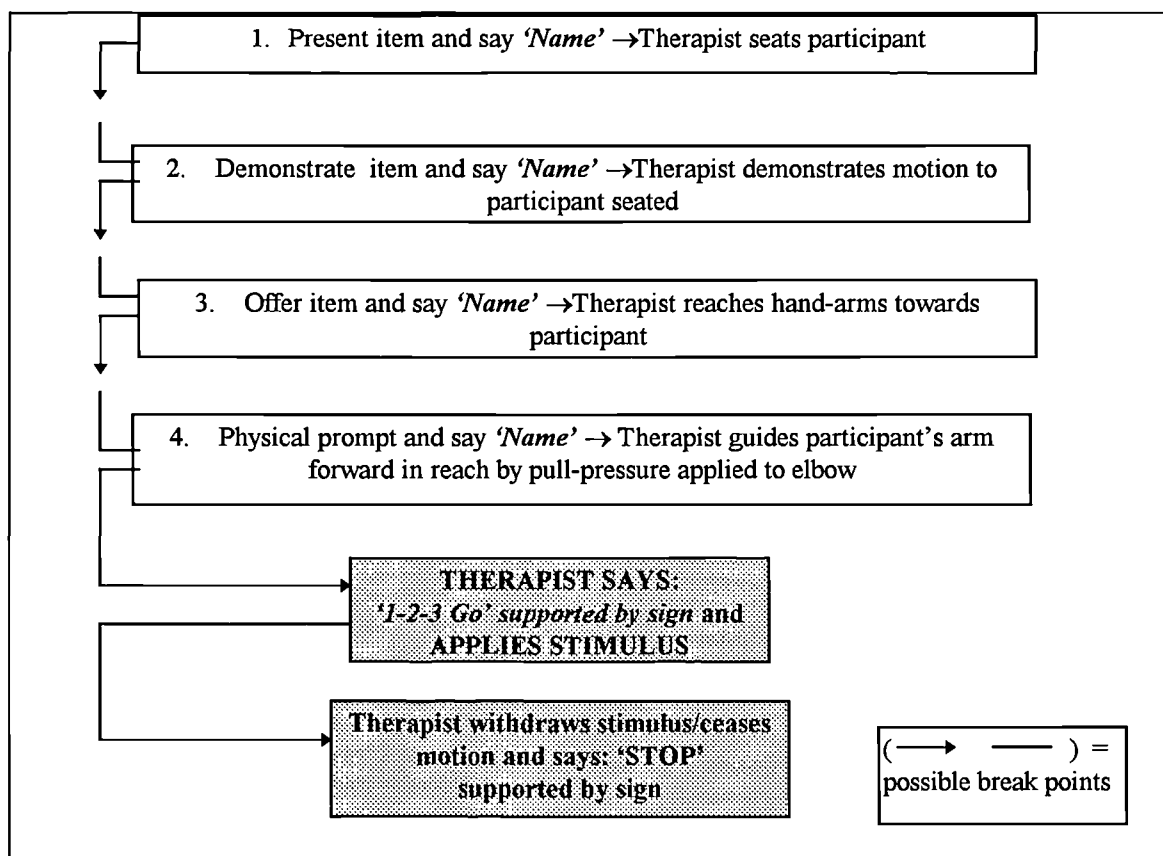 1. Present item and say ‘Name’ →Therapist seats participant
2. Demonstrate item and say ‘Name’ →Therapist demonstrates motion to
participant seated
3. Offer item and say ‘Name’ →Therapist reaches hand-arms towards
participant
4. Physical prompt and say ‘Name’ → Therapist guides participant’s arm
forward in reach by pull-pressure applied to elbow
THERAPIST SAYS:
‘1-2-3 Go’ supported by sign and
APPLIES STIMULUS
Therapist withdraws stimulus/ceases
motion and says: ‘STOP’
supported by sign
(→ —) =
possible break points